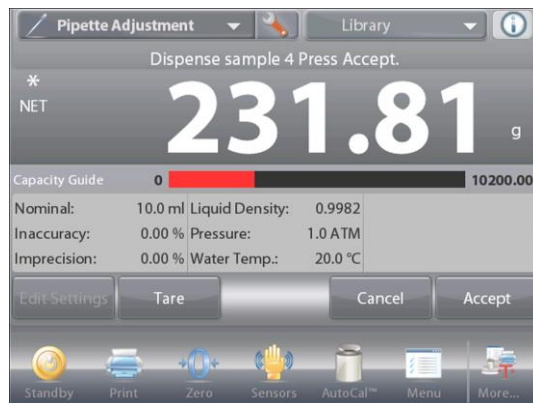 Pipette Adjustment Library
Dispense sample 4 Press Accept.
*
NET
231.81 g
Capacity Guide 0 10200.00
Nominal: 10.0 ml Liquid Density: 0.9982
Inaccuracy: 0.00 % Pressure: 1.0 ATM
Imprecision: 0.00 % Water Temp.: 20.0 °C
Edit Settings Tare Cancel Accept
Standby Print Zero Sensors AutoCal™ Menu More...